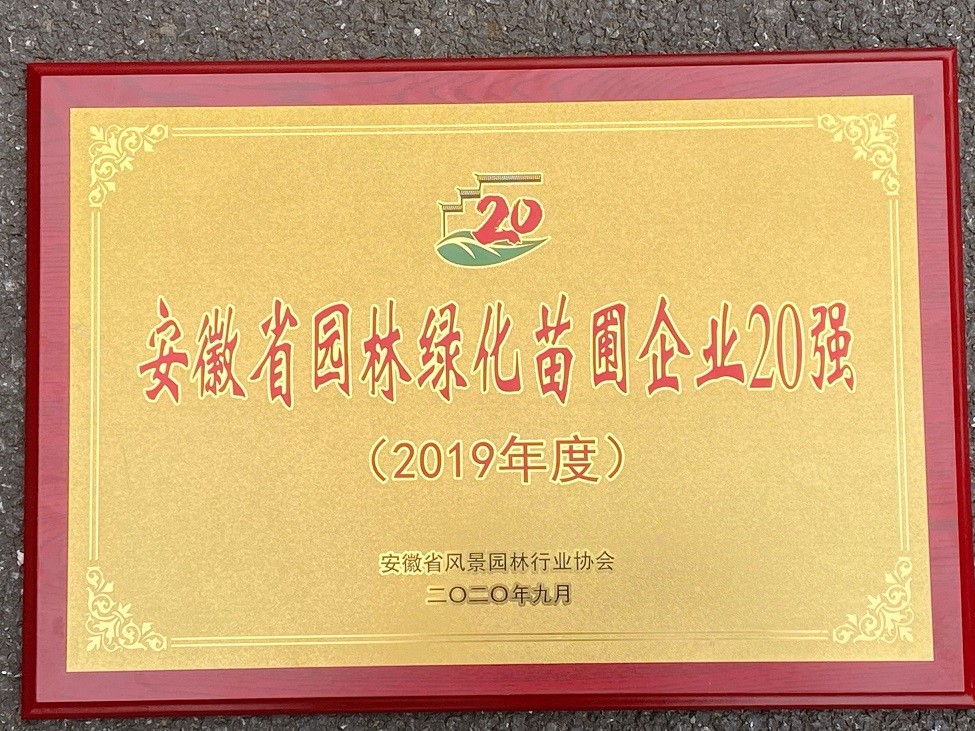 20
安徽省园林绿化苗圃企业20强
（2019年度）
安徽省风景园林行业协会
二〇二〇年九月